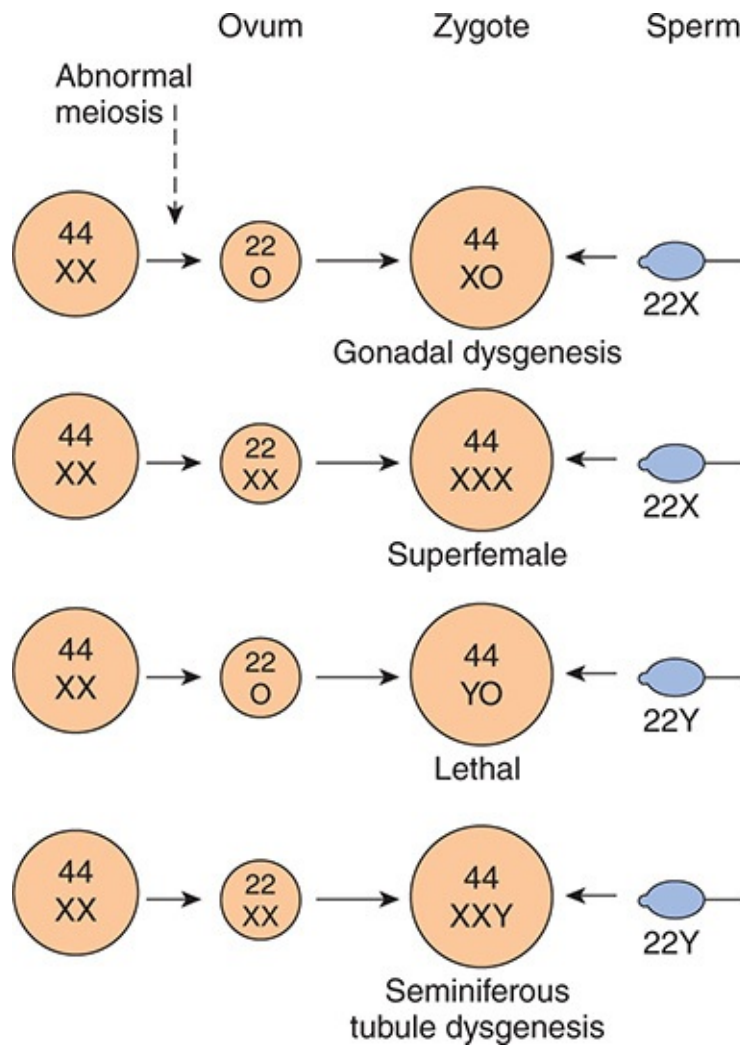 Ovum Zygote Sperm
Abnormal
meiosis
44
XX
22
O
44
XO
22X
Gonadal dysgenesis
44
XX
22
XX
44
XXX
22X
Superfemale
44
XX
22
O
44
YO
22Y
Lethal
44
XX
22
XX
44
XXY
22Y
Seminiferous
tubule dysgenesis